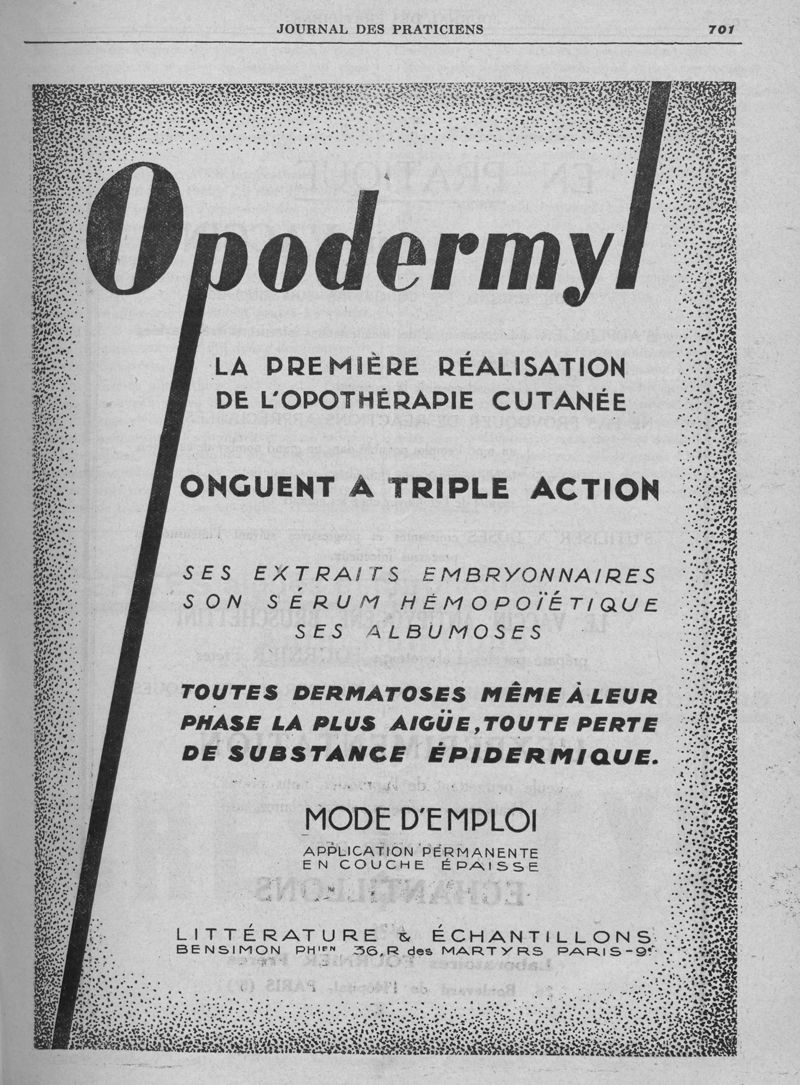 JOURNAL DES PRATICIENS 701
Opodermyl
LA PREMIÈRE RÉALISATION
DE L'OPOTHÉRAPIE CUTANÉE
ONGUENT A TRIPLE ACTION
SES EXTRAITS EMBRYONNAIRES
SON SÉRUM HÉMOPOÏÉTIQUE
SES ALBUMOSES
TOUTES DERMATOSES MÊME À LEUR
PHASE LA PLUS AIGÜE, TOUTE PERTE
DE SUBSTANCE ÉPIDERMIQUE.
MODE D'EMPLOI
APPLICATION PERMANENTE
EN COUCHE ÉPAISSE
LITTÉRATURE & ÉCHANTILLONS
BENSIMON PHIEN 36, R des MARTYRS PARIS-9e